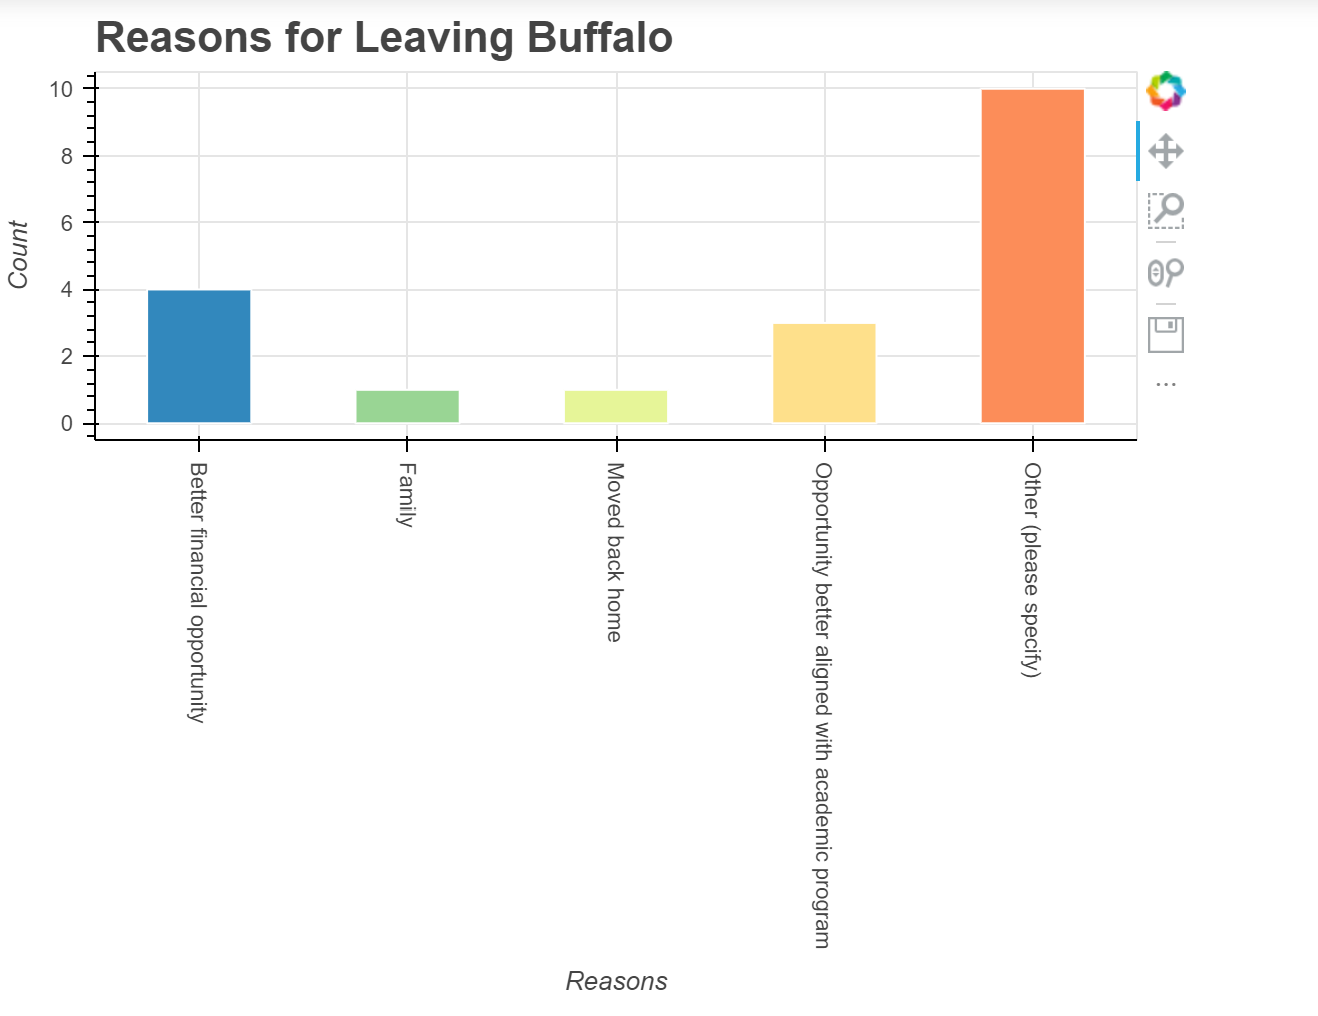 Reasons for Leaving Buffalo
10
8
6
4
2
0
Count
Better financial opportunity
Family
Moved back home
Opportunity better aligned with academic program
Other (please specify)
Reasons